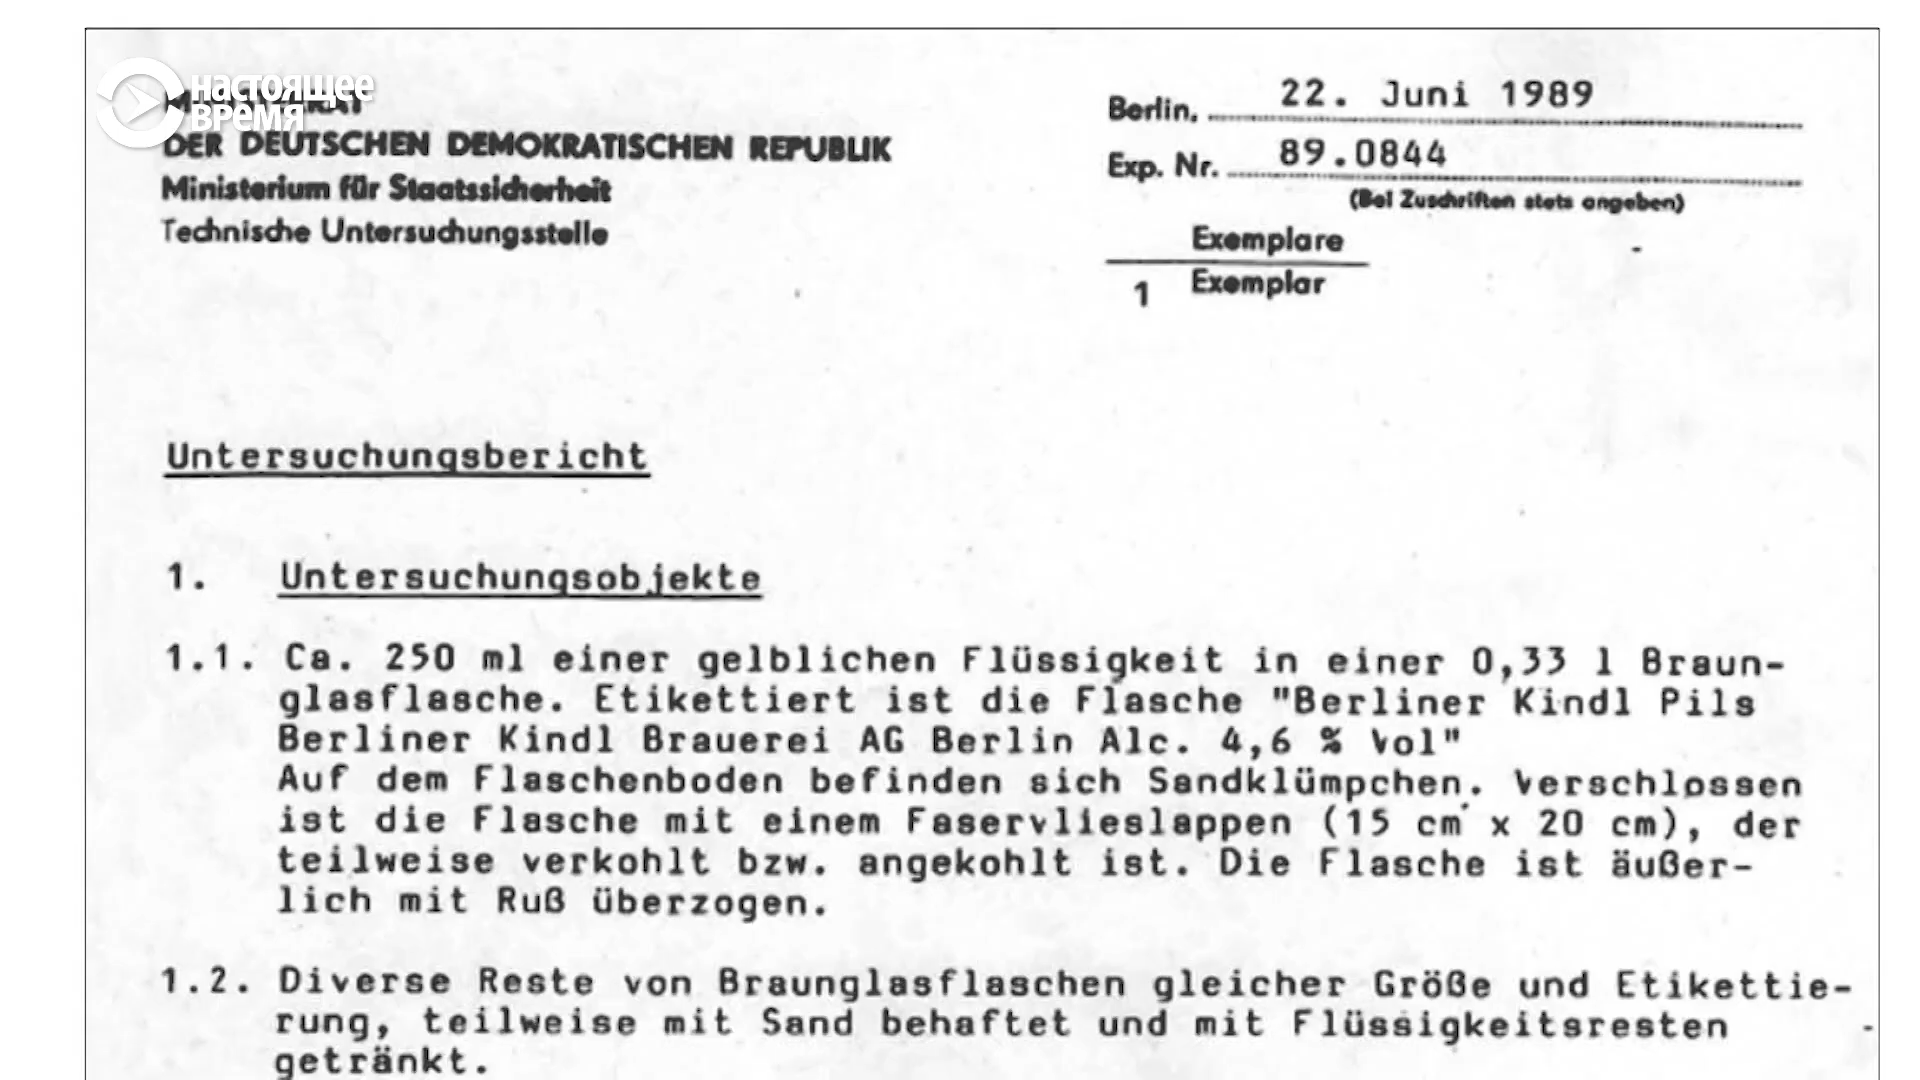 настоящее
время
DER DEUTSCHEN DEMOKRATISCHEN REPUBLIK
Ministerium für Staatssicherheit
Technische Untersuchungsstelle
Berlin, 22. Juni 1989
Exp. Nr. 89.0844
(Bei Zuschriften stets angeben)
Exemplare
1 Exemplar
Untersuchungsbericht
1. Untersuchungsobjekte
1.1. Ca. 250 ml einer gelblichen Flüssigkeit in einer 0,33 l Braun-
glasflasche. Etikettiert ist die Flasche "Berliner Kindl Pils
Berliner Kindl Brauerei AG Berlin Alc. 4,6 % Vol"
Auf dem Flaschenboden befinden sich Sandklümpchen. Verschlossen
ist die Flasche mit einem Faservlieslappen (15 cm x 20 cm), der
teilweise verkohlt bzw. angekohlt ist. Die Flasche ist äußer-
lich mit Ruß überzogen.
1.2. Diverse Reste von Braunglasflaschen gleicher Größe und Etikettie-
rung, teilweise mit Sand behaftet und mit Flüssigkeitsresten
getränkt.